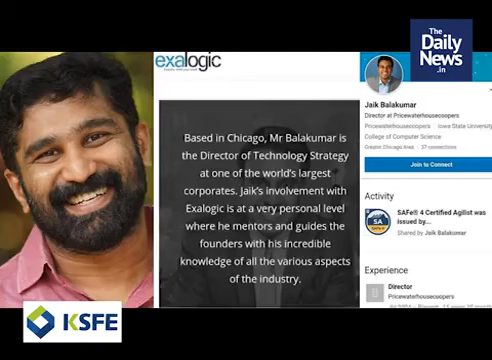 The
Daily
News
.in
exalogic
Based in Chicago, Mr Balakumar is
the Director of Technology Strategy
at one of the world's largest
corporates. Jaik's involvement with
Exalogic is at a very personal level
where he mentors and guides the
founders with his incredible
knowledge of all the various aspects
of the industry.
Jaik Balakumar
Director at Pricewaterhousecoopers
Pricewaterhousecoopers
Iowa State University
College of Computer Science
Greater Chicago Area
37 connections
Join to Connect
Activity
SAFe® 4 Certified Agilist was
issued by...
Shared by Jaik Balakumar
SA
Experience
Director
Pricewaterhousecoopers
KSFE